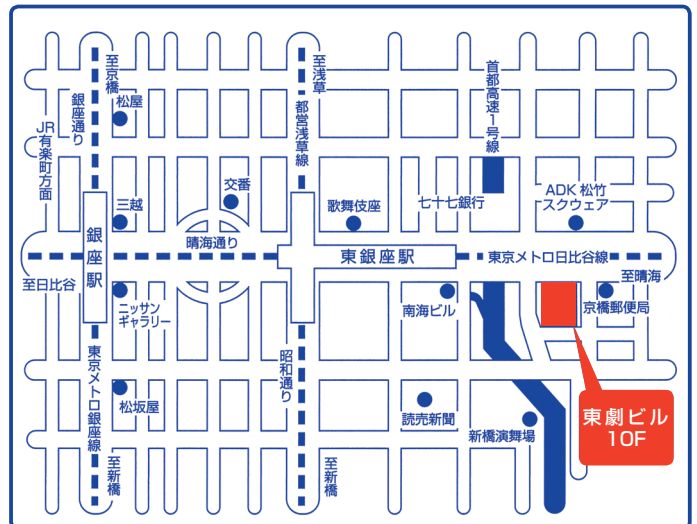 至京橋
松屋
銀座通り
JR有楽町方面
至浅草
都営浅草線
首都高速1号線
三越
交番
歌舞伎座
七十七銀行
ADK 松竹
スクウェア
銀座駅
晴海通り
東銀座駅
東京メトロ日比谷線
至日比谷
至晴海
ニッサン
ギャラリー
南海ビル
京橋郵便局
東京メトロ銀座線
昭和通り
松坂屋
読売新聞
新橋演舞場
東劇ビル
10F
至新橋
至新橋